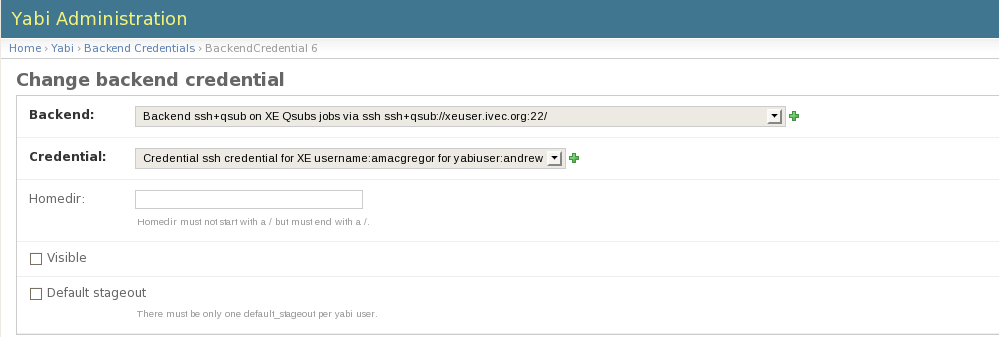 Yabi Administration
Home › Yabi › Backend Credentials › BackendCredential 6
Change backend credential
Backend: Backend ssh+qsub on XE Qsubs jobs via ssh ssh+qsub://xeuser.ivec.org:22/
Credential: Credential ssh credential for XE username:amacgregor for yabiuser:andrew
Homedir:
Homedir must not start with a / but must end with a /.
Visible
Default stageout
There must be only one default_stageout per yabi user.